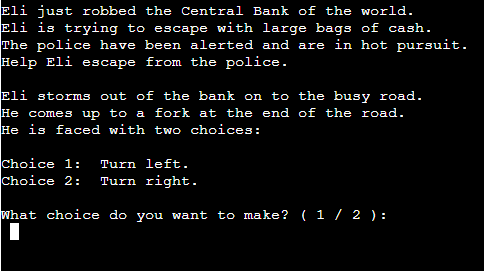 Eli just robbed the Central Bank of the world.
Eli is trying to escape with large bags of cash.
The police have been alerted and are in hot pursuit.
Help Eli escape from the police.
Eli storms out of the bank on to the busy road.
He comes up to a fork at the end of the road.
He is faced with two choices:
Choice 1:  Turn left.
Choice 2:  Turn right.
What choice do you want to make? ( 1 / 2 ):